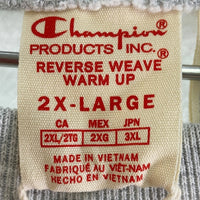 Champion
PRODUCTS INC.®
REVERSE WEAVE
WARM UP
2X-LARGE
CA MEX JPN
2XL/2TG 2XG 3XL
MADE IN VIETNAM
FABRIQUÉ AU VIÊT-NAM
HECHO EN VIETNAM